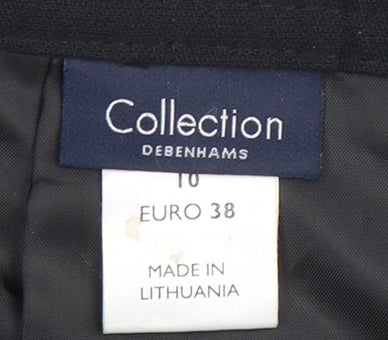 Collection
DEBENHAMS
10
EURO 38
MADE IN
LITHUANIA